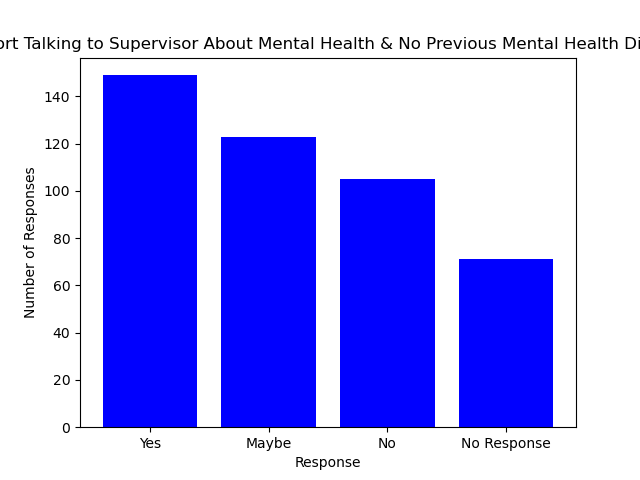 ort Talking to Supervisor About Mental Health & No Previous Mental Health Di
140
120
100
80
60
40
20
0
Number of Responses
Yes Maybe No No Response
Response